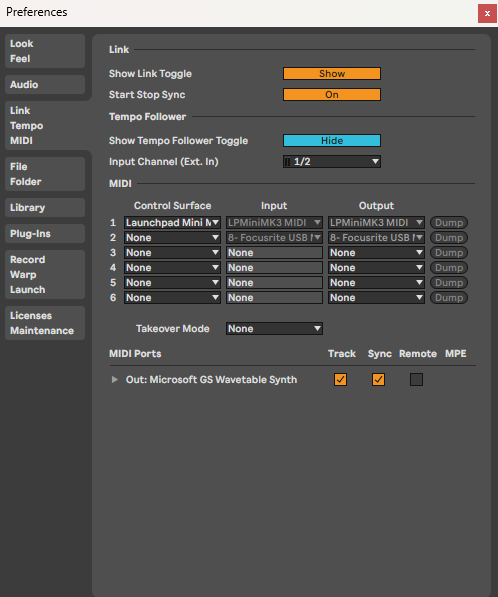 Preferences
x
Look
Feel
Audio
Link
Tempo
MIDI
File
Folder
Library
Plug-Ins
Record
Warp
Launch
Licenses
Maintenance
Link
Show Link Toggle Show
Start Stop Sync On
Tempo Follower
Show Tempo Follower Toggle Hide
Input Channel (Ext. In) 1/2
MIDI
Control Surface Input Output
1 Launchpad Mini M LPMiniMK3 MIDI LPMiniMK3 MIDI Dump
2 None 8- Focusrite USB M 8- Focusrite USB M Dump
3 None None None Dump
4 None None None Dump
5 None None None Dump
6 None None None Dump
Takeover Mode None
MIDI Ports Track Sync Remote MPE
Out: Microsoft GS Wavetable Synth